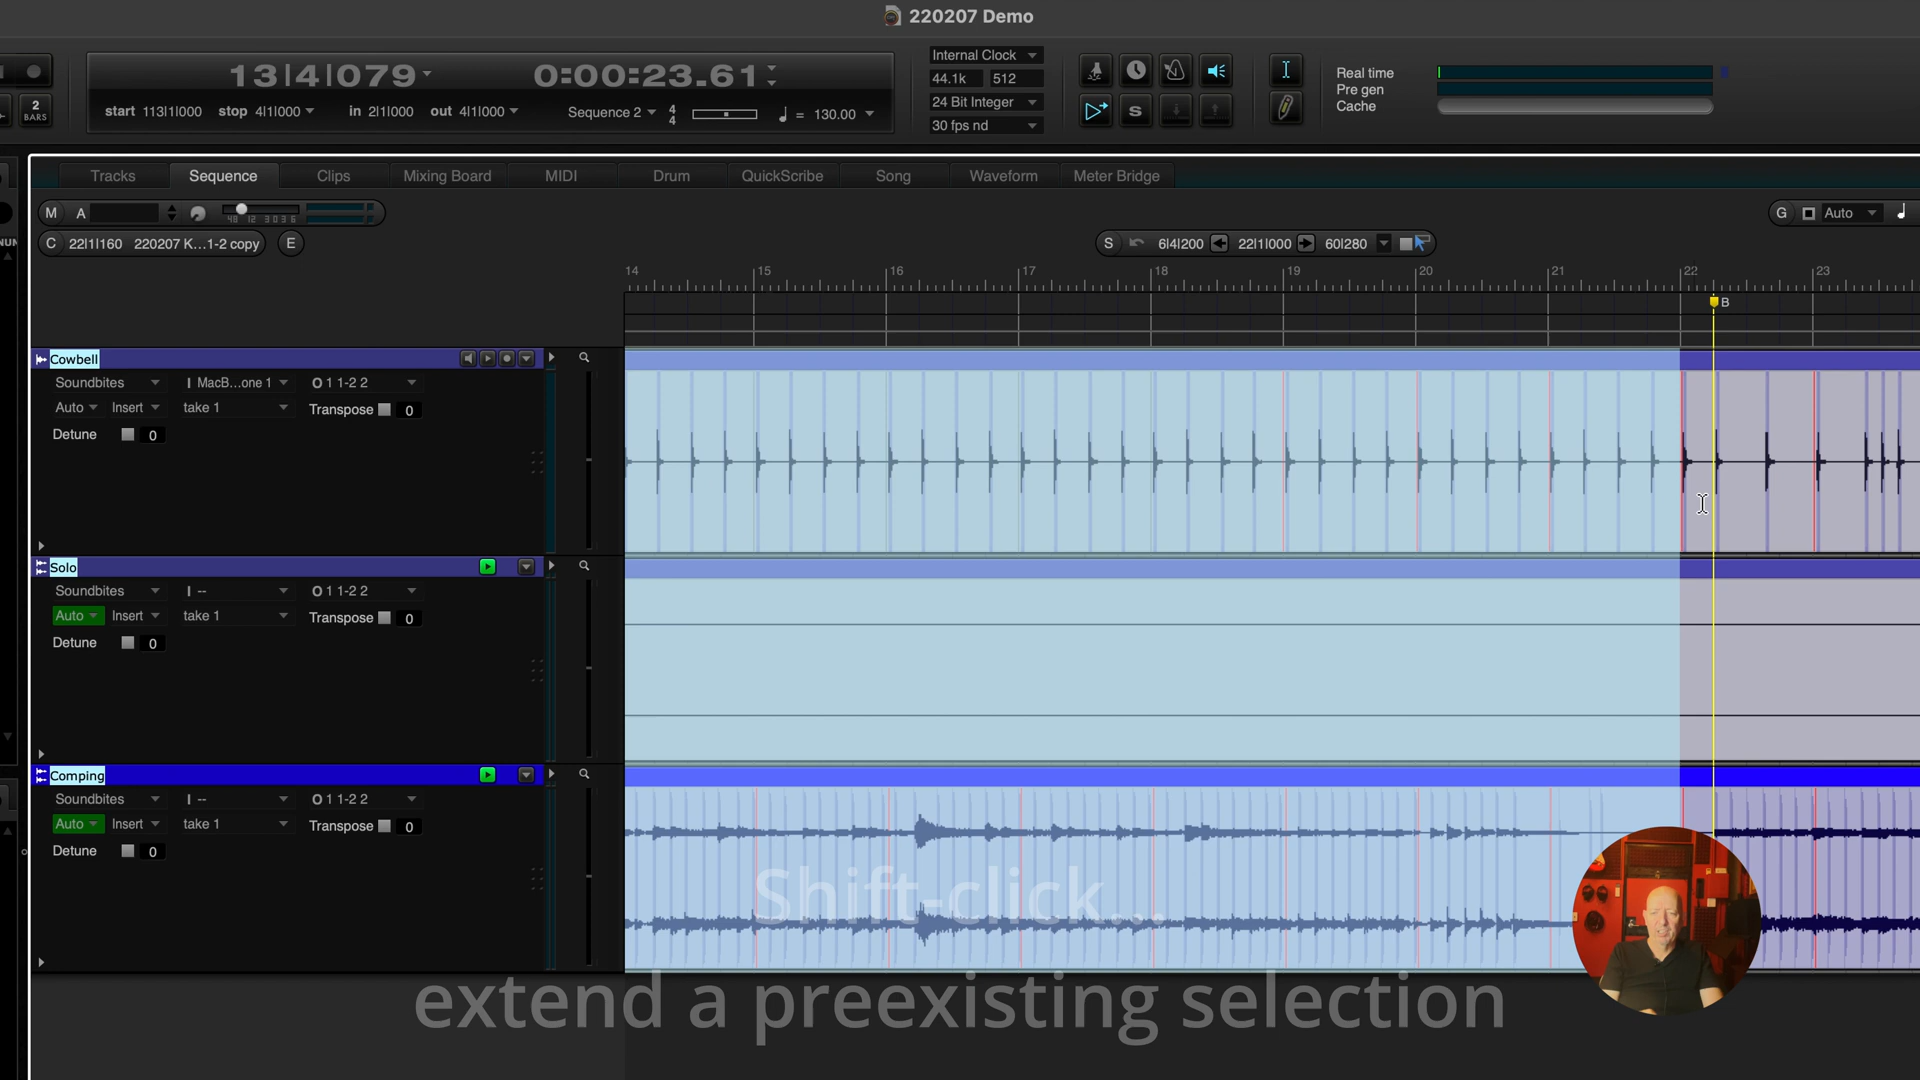 220207 Demo
13|4|079
0:00:23.61
start 113|1|000 stop 4|1|000 in 2|1|000 out 4|1|000
Sequence 2
4
4
= 130.00
2
BARS
Internal Clock
44.1k 512
24 Bit Integer
30 fps nd
S
Real time
Pre gen
Cache
Tracks Sequence Clips Mixing Board MIDI Drum QuickScribe Song Waveform Meter Bridge
M A
G Auto
C 22|1|160 220207 K...1-2 copy E
S 6|4|200 22|1|000 60|280
14 15 16 17 18 19 20 21 22 23
B
Cowbell
Soundbites I MacB...one 1 O 1 1-2 2
Auto Insert take 1 Transpose 0
Detune 0
Solo
Soundbites I -- O 1 1-2 2
Auto Insert take 1 Transpose 0
Detune 0
Comping
Soundbites I -- O 1 1-2 2
Auto Insert take 1 Transpose 0
Detune 0
Shift-click...
extend a preexisting selection